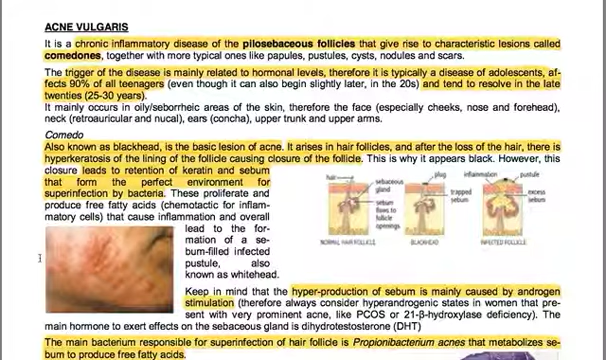 ACNE VULGARIS
It is a chronic inflammatory disease of the pilosebaceous follicles that give rise to characteristic lesions called
comedones, together with more typical ones like papules, pustules, cysts, nodules and scars.
The trigger of the disease is mainly related to hormonal levels, therefore it is typically a disease of adolescents, af-
fects 90% of all teenagers (even though it can also begin slightly later, in the 20s) and tend to resolve in the late
twenties (25-30 years).
It mainly occurs in oily/seborrheic areas of the skin, therefore the face (especially cheeks, nose and forehead),
neck (retroauricular and nucal), ears (concha), upper trunk and upper arms.
Comedo
Also known as blackhead, is the basic lesion of acne. It arises in hair follicles, and after the loss of the hair, there is
hyperkeratosis of the lining of the follicle causing closure of the follicle. This is why it appears black. However, this
closure leads to retention of keratin and sebum
that form the perfect environment for
superinfection by bacteria. These proliferate and
produce free fatty acids (chemotactic for inflam-
matory cells) that cause inflammation and overall
lead to the for-
mation of a se-
bum-filled infected
pustule, also
known as whitehead.
hair
sebaceous
gland
sebum
flows to
follicle
openings
plug
trapped
sebum
inflammation
pustule
excess
sebum
NORMAL HAIR FOLLICLE
BLACKHEAD
INFECTED FOLLICLE
Keep in mind that the hyper-production of sebum is mainly caused by androgen
stimulation (therefore always consider hyperandrogenic states in women that pre-
sent with very prominent acne, like PCOS or 21-β-hydroxylase deficiency). The
main hormone to exert effects on the sebaceous gland is dihydrotestosterone (DHT)
The main bacterium responsible for superinfection of hair follicle is Propionibacterium acnes that metabolizes se-
bum to produce free fatty acids.